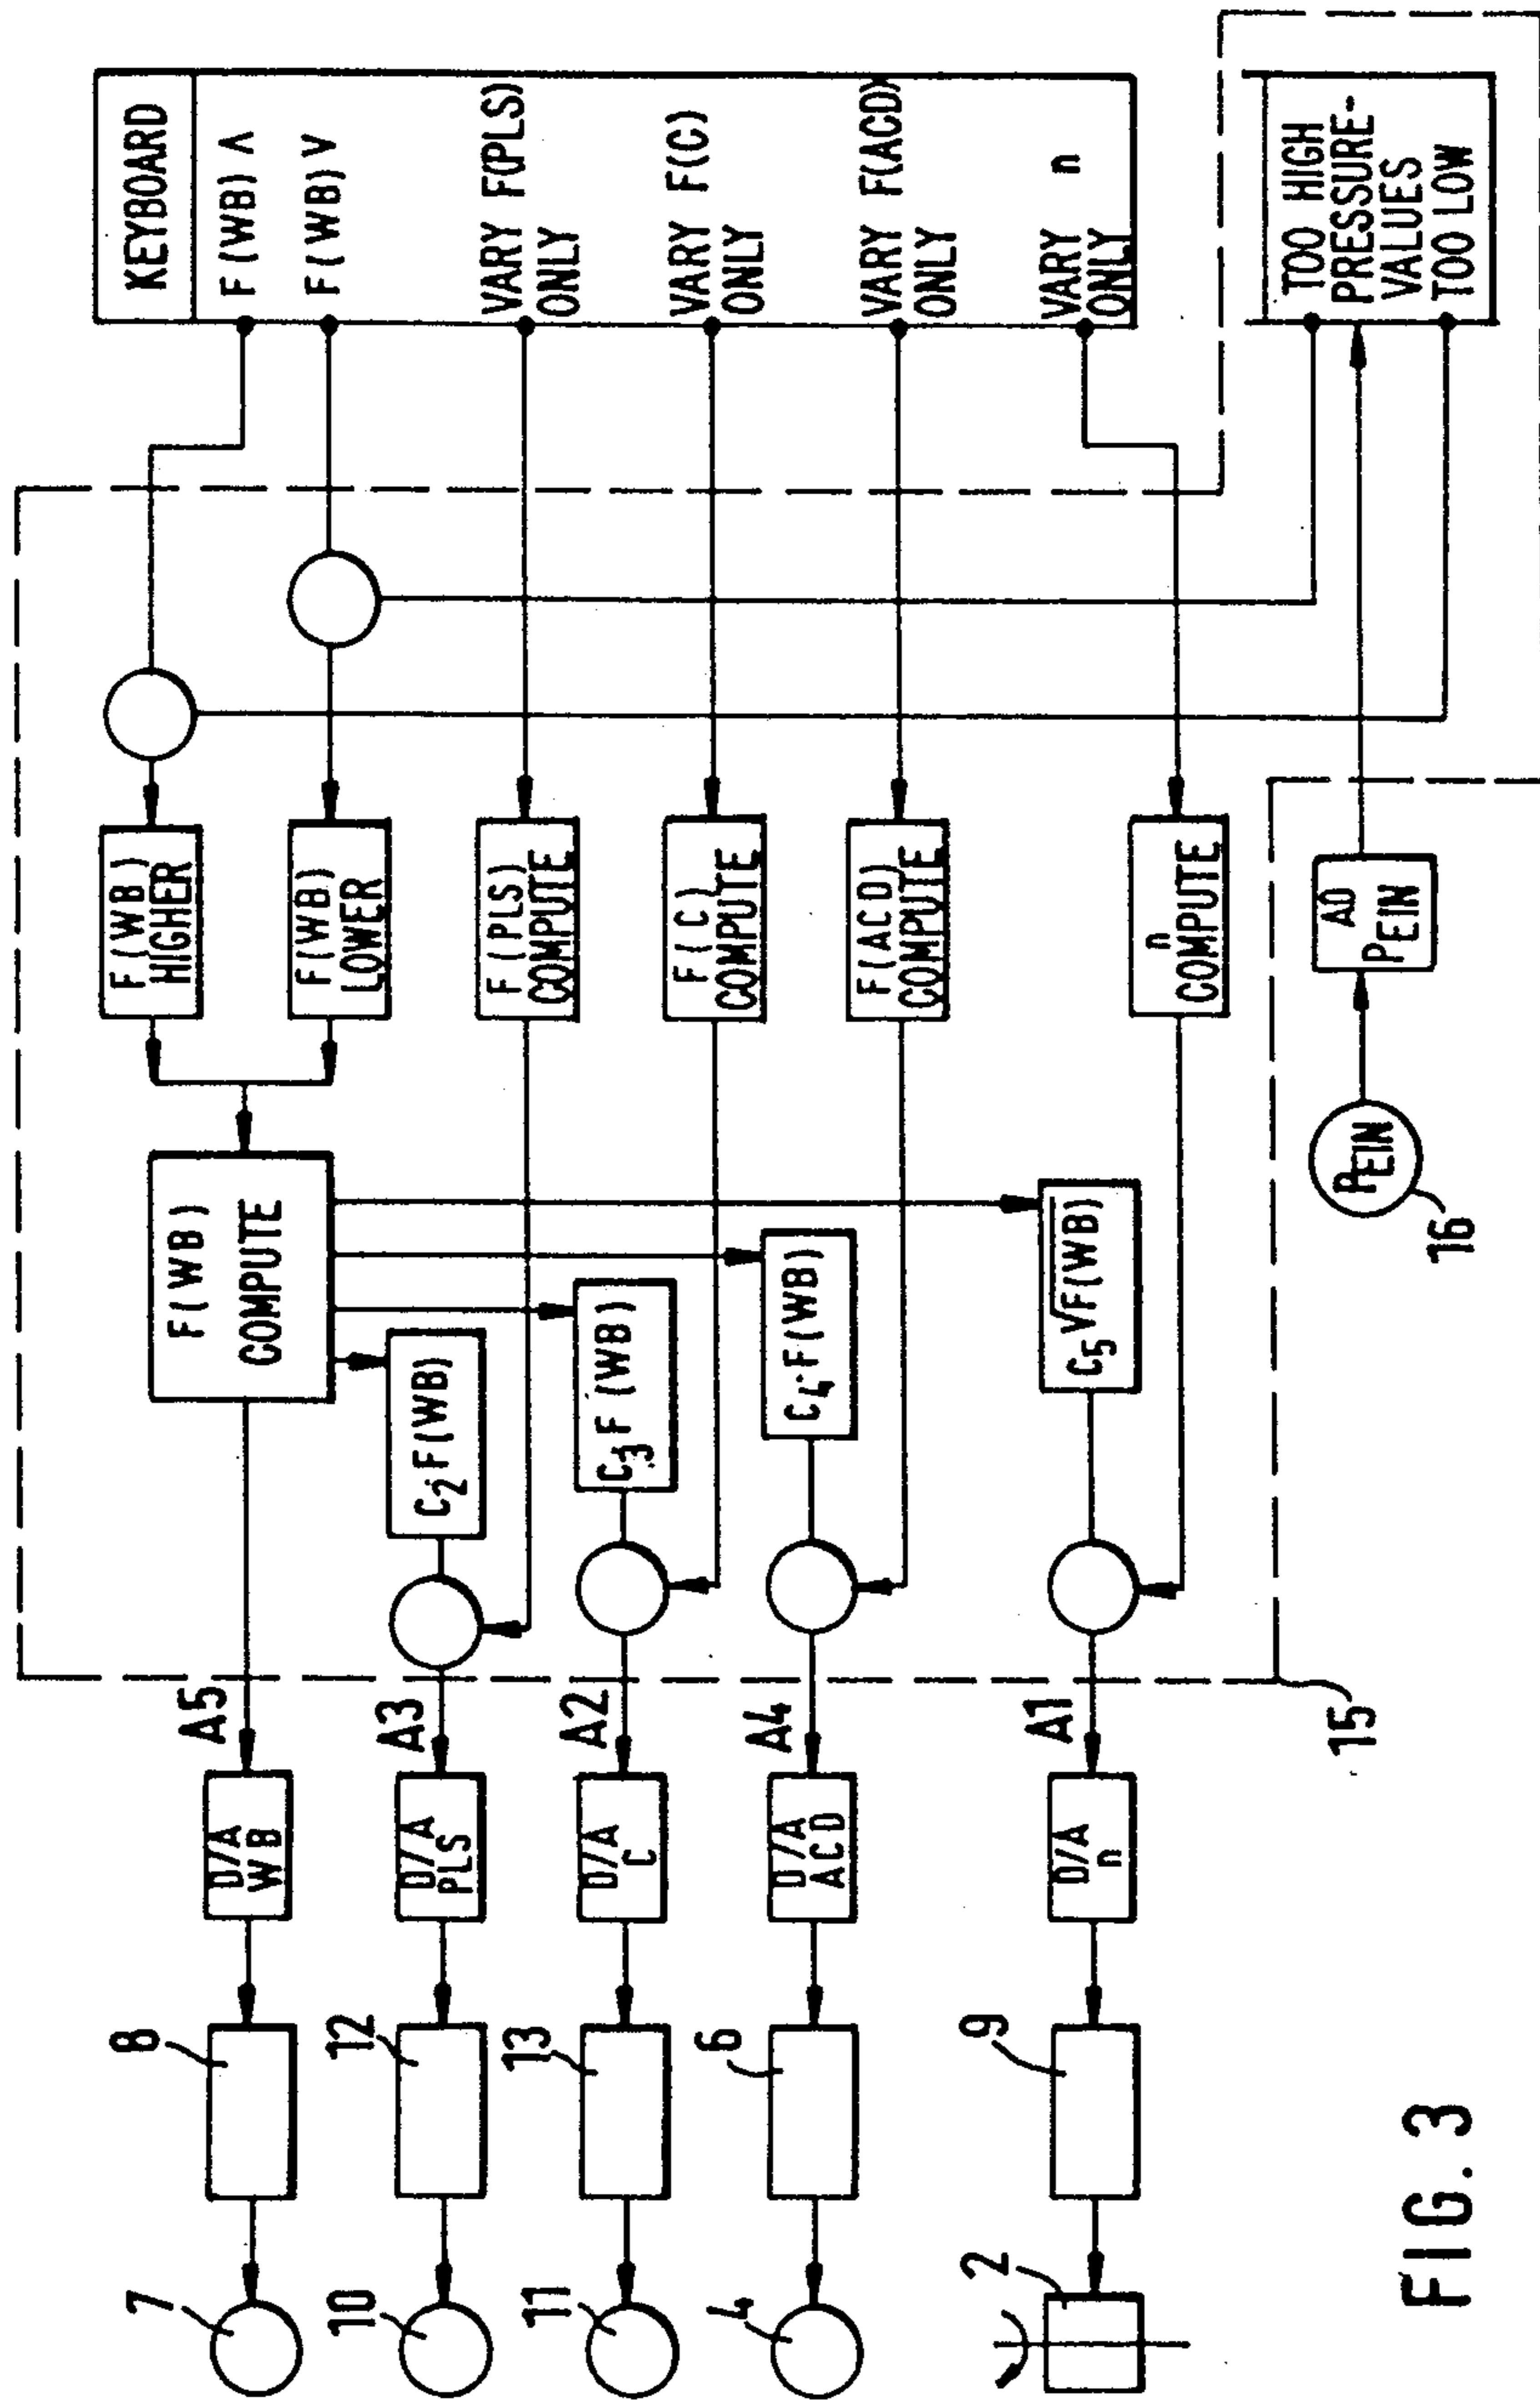 KEYBOARD
F(WB) Λ
F(WB) V
VARY F(PLS)
ONLY
VARY F(C)
ONLY
VARY F(ACD)
ONLY
VARY n
ONLY
TOO HIGH
PRESSURE-
VALUES
TOO LOW
F(WB)
HIGHER
F(WB)
LOWER
F(PLS)
COMPUTE
F(C)
COMPUTE
F(ACD)
COMPUTE
n
COMPUTE
AD
PEIN
PEIN
16
F(WB)
COMPUTE
C2·F(WB)
C3·F(WB)
C4·F(WB)
C5√F(WB)
A5
A3
A2
A4
A1
15
D/A
WB
D/A
PLS
D/A
C
D/A
ACD
D/A
n
8
12
13
6
9
7
10
11
4
2
FIG. 3